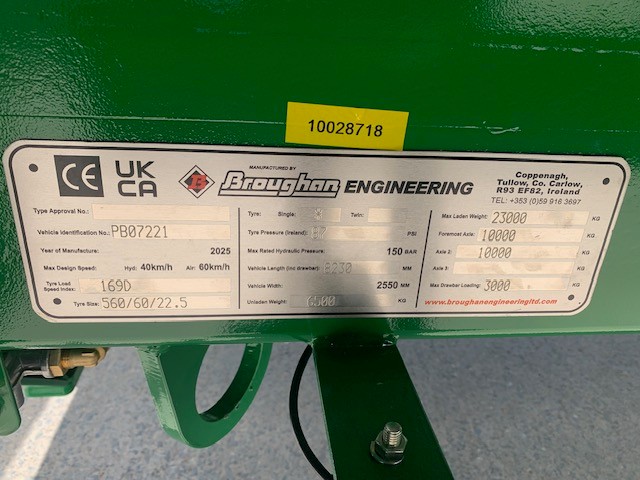 10028718
CE UK CA
MANUFACTURED BY
B Broughan ENGINEERING
Coppenagh,
Tullow, Co. Carlow,
R93 EF82, Ireland
TEL: +353 (0)59 916 3697
Type Approval No.:
Vehicle Identification No.: PB07221
Year of Manufacture: 2025
Max Design Speed: Hyd: 40km/h Air: 60km/h
Tyre Load Speed Index: 169D
Tyre Size: 560/60/22.5
Tyre: Single: Twin:
Tyre Pressure (Ireland): PSI
Max Rated Hydraulic Pressure: 150 BAR
Vehicle Length (incl drawbar) 8230 MM
Vehicle Width: 2550 MM
Unladen Weight: 6500 KG
Max Laden Weight: 23000 KG
Foremost Axle: 10000 KG
Axle 2: 10000 KG
Axle 3: KG
Max Drawbar Loading: 3000 KG
www.broughanengineeringltd.com